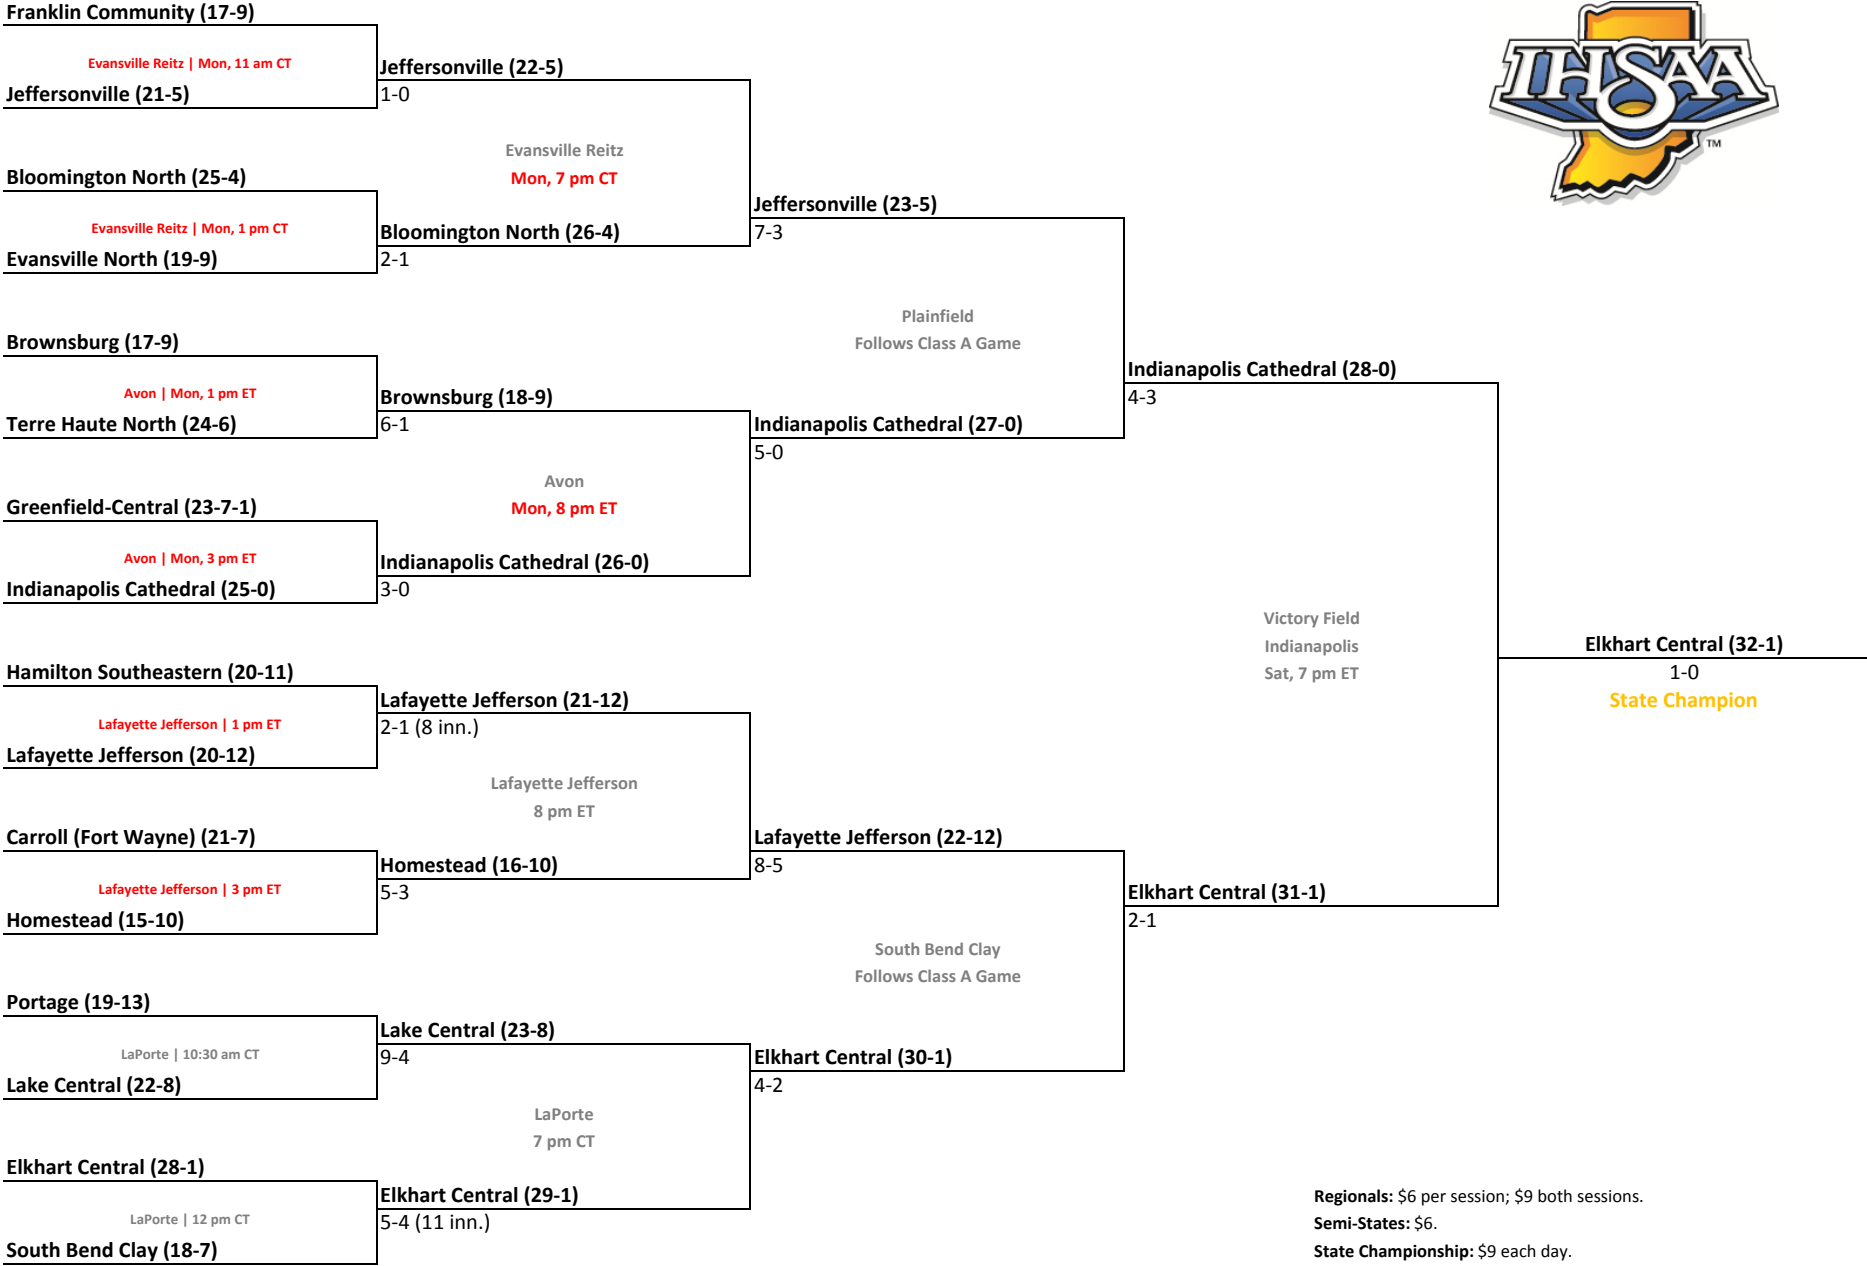 Franklin Community (17-9)
Evansville Reitz | Mon, 11 am CT
Jeffersonville (21-5)
Bloomington North (25-4)
Evansville Reitz | Mon, 1 pm CT
Evansville North (19-9)
Brownsburg (17-9)
Avon | Mon, 1 pm ET
Terre Haute North (24-6)
Greenfield-Central (23-7-1)
Avon | Mon, 3 pm ET
Indianapolis Cathedral (25-0)
Hamilton Southeastern (20-11)
Lafayette Jefferson | 1 pm ET
Lafayette Jefferson (20-12)
Carroll (Fort Wayne) (21-7)
Lafayette Jefferson | 3 pm ET
Homestead (15-10)
Portage (19-13)
LaPorte | 10:30 am CT
Lake Central (22-8)
Elkhart Central (28-1)
LaPorte | 12 pm CT
South Bend Clay (18-7)
Jeffersonville (22-5)
1-0
Evansville Reitz
Mon, 7 pm CT
Bloomington North (26-4)
2-1
Brownsburg (18-9)
6-1
Avon
Mon, 8 pm ET
Indianapolis Cathedral (26-0)
3-0
Lafayette Jefferson (21-12)
2-1 (8 inn.)
Lafayette Jefferson
8 pm ET
Homestead (16-10)
5-3
Lake Central (23-8)
9-4
LaPorte
7 pm CT
Elkhart Central (29-1)
5-4 (11 inn.)
Jeffersonville (23-5)
7-3
Plainfield
Follows Class A Game
Indianapolis Cathedral (27-0)
5-0
Lafayette Jefferson (22-12)
8-5
South Bend Clay
Follows Class A Game
Elkhart Central (30-1)
4-2
Indianapolis Cathedral (28-0)
4-3
Victory Field
Indianapolis
Sat, 7 pm ET
Elkhart Central (31-1)
2-1
Elkhart Central (32-1)
1-0
State Champion
IHSAA
TM
Regionals: $6 per session; $9 both sessions.
Semi-States: $6.
State Championship: $9 each day.